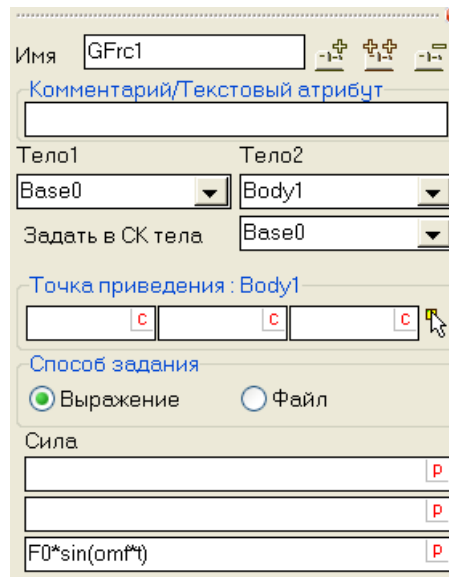 Имя GFrc1
Комментарий/Текстовый атрибут
Тело1 Тело2
Base0 Body1
Задать в СК тела Base0
Точка приведения : Body1
C C C
Способ задания
Выражение Файл
Сила
P
P
F0*sin(omf*t) P